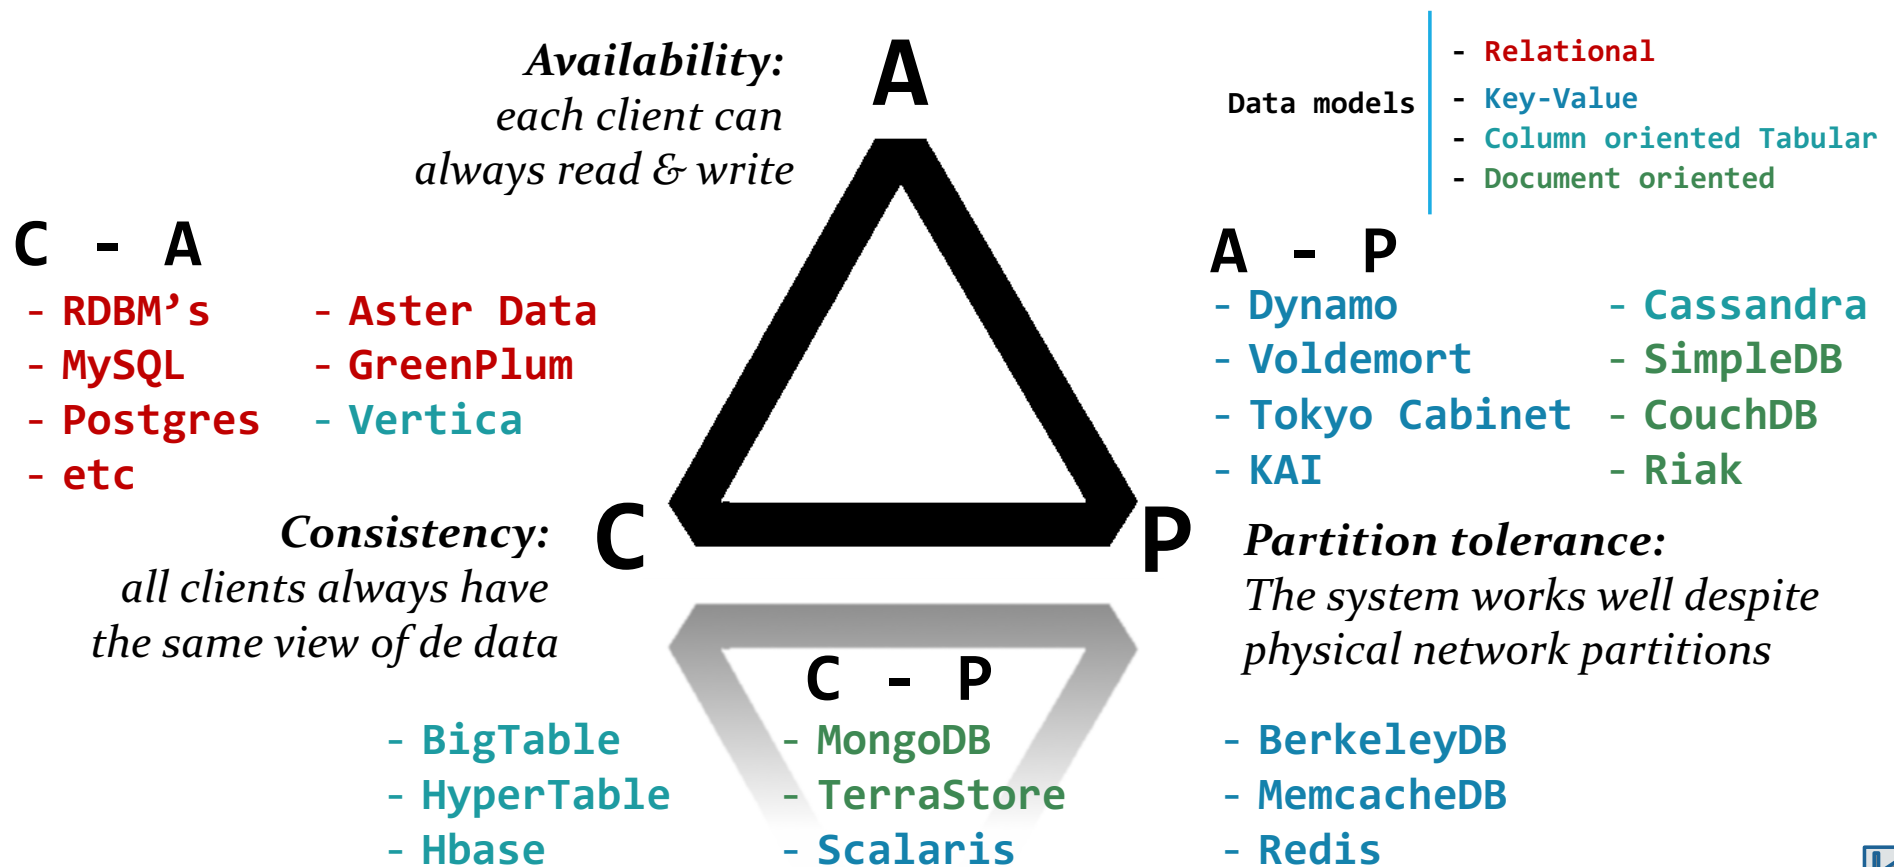 Availability:
each client can
always read & write
A
Data models
- Relational
- Key-Value
- Column oriented Tabular
- Document oriented
C - A
- RDBM’s
- MySQL
- Postgres
- etc
- Aster Data
- GreenPlum
- Vertica
A - P
- Dynamo
- Voldemort
- Tokyo Cabinet
- KAI
- Cassandra
- SimpleDB
- CouchDB
- Riak
Consistency:
all clients always have
the same view of de data
C
P
Partition tolerance:
The system works well despite
physical network partitions
C - P
- BigTable
- HyperTable
- Hbase
- MongoDB
- TerraStore
- Scalaris
- BerkeleyDB
- MemcacheDB
- Redis